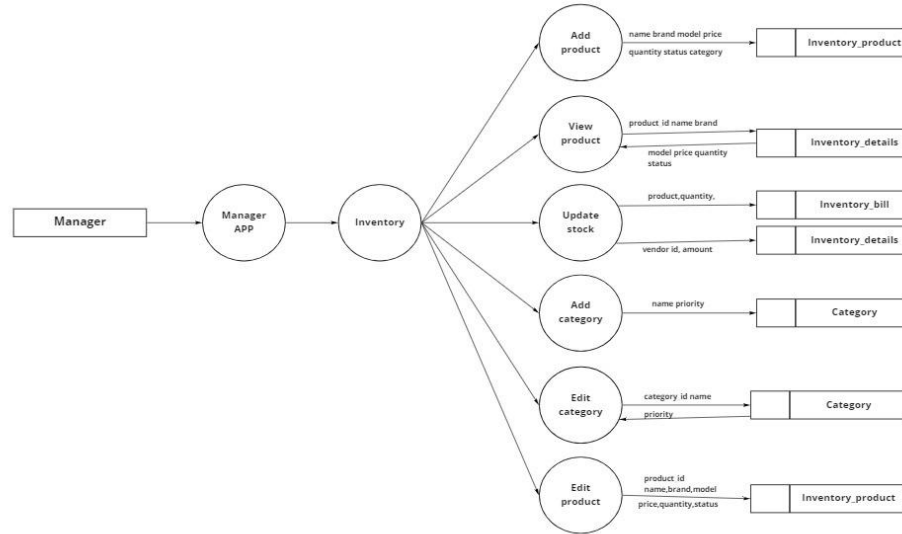 Manager
Manager
APP
Inventory
Add
product
name brand model price
quantity status category
Inventory_product
View
product
product id name brand
model price quantity
status
Inventory_details
Update
stock
product,quantity,
vendor id, amount
Inventory_bill
Inventory_details
Add
category
name priority
Category
Edit
category
category id name
priority
Category
Edit
product
product id
name,brand,model
price,quantity,status
Inventory_product